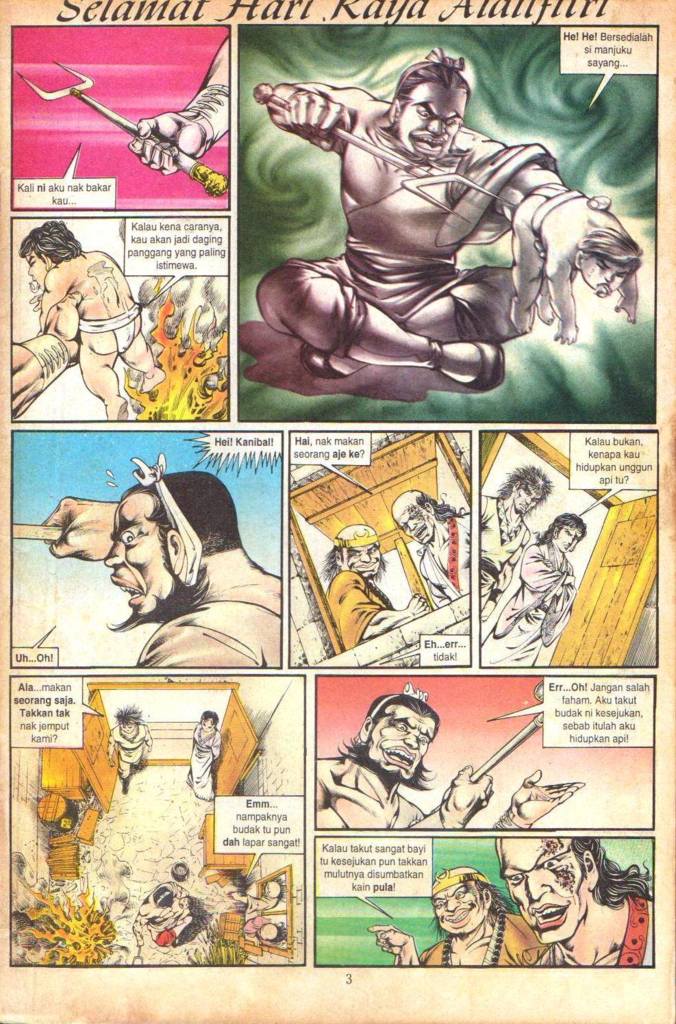 Selamat Hari Raya Aidilfitri
Kali ni aku nak bakar
kau...
He! He! Bersedialah
si manjuku
sayang...
Kalau kena caranya,
kau akan jadi daging
panggang yang paling
istimewa.
Hei! Kanibal!
Uh...Oh!
Hai, nak makan
seorang aje ke?
Eh...err...
tidak!
Kalau bukan,
kenapa kau
hidupkan unggun
api tu?
Ala...makan
seorang saja.
Takkan tak
nak jemput
kami?
Emm...
nampaknya
budak tu pun
dah lapar sangat!
Err...Oh! Jangan salah
faham. Aku takut
budak ni kesejukan,
sebab itulah aku
hidupkan api!
Kalau takut sangat bayi
tu kesejukan pun takkan
mulutnya disumbatkan
kain pula!
3